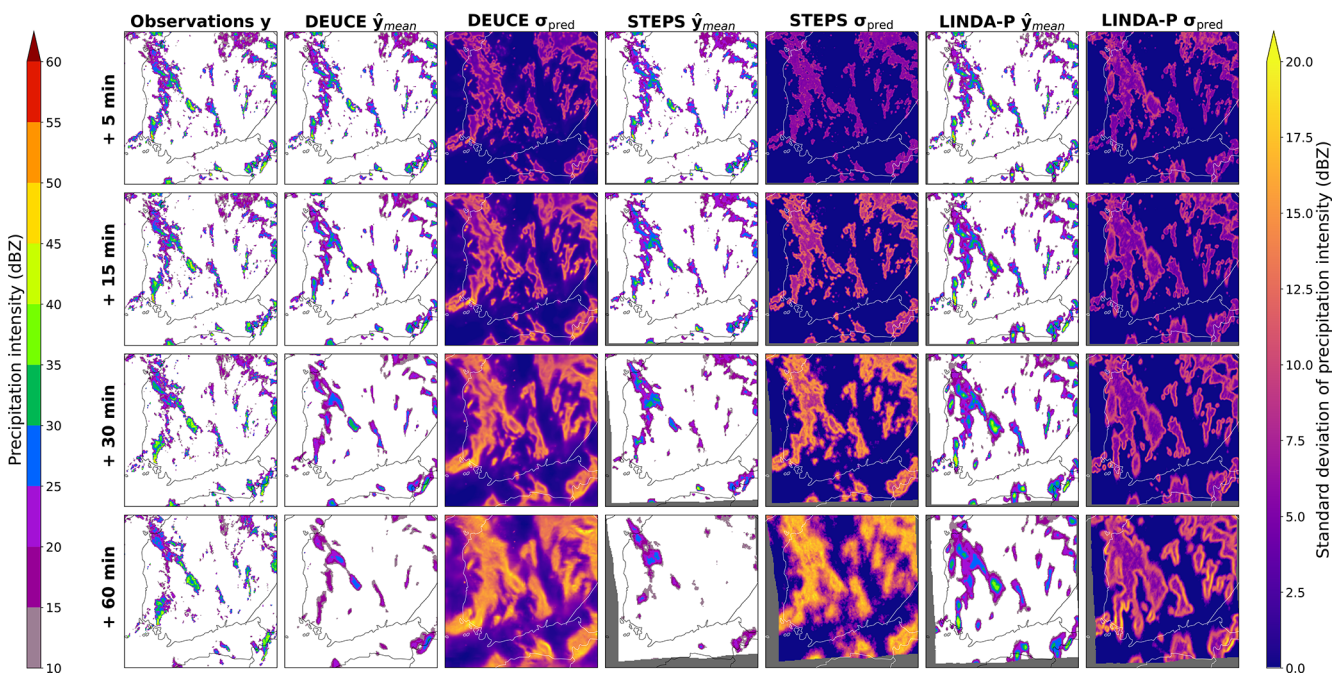 Observations y
DEUCE ŷmean
DEUCE σpred
STEPS ŷmean
STEPS σpred
LINDA-P ŷmean
LINDA-P σpred
Precipitation intensity (dBZ)
60
55
50
45
40
35
30
25
20
15
10
+ 5 min
+ 15 min
+ 30 min
+ 60 min
20.0
17.5
15.0
12.5
10.0
7.5
5.0
2.5
0.0
Standard deviation of precipitation intensity (dBZ)